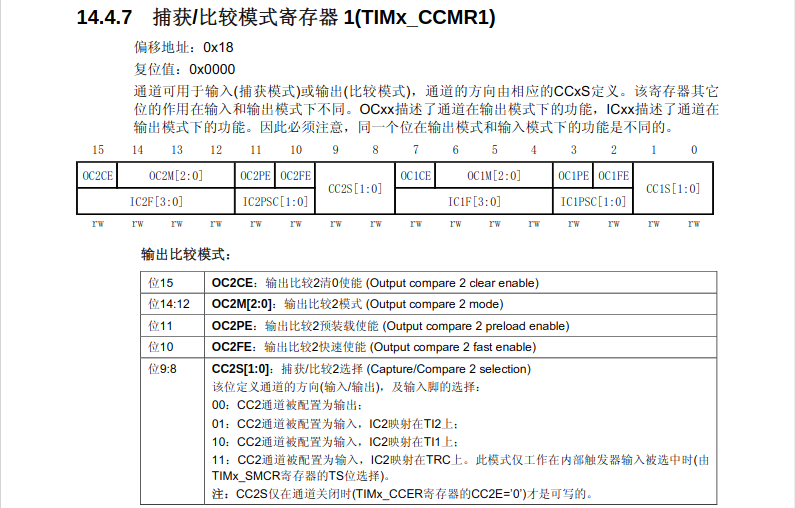 14.4.7 捕获/比较模式寄存器 1(TIMx_CCMR1)
偏移地址：0x18
复位值：0x0000
通道可用于输入(捕获模式)或输出(比较模式)，通道的方向由相应的CCxS定义。该寄存器其它
位的作用在输入和输出模式下不同。OCxx描述了通道在输出模式下的功能，ICxx描述了通道在
输出模式下的功能。因此必须注意，同一个位在输出模式和输入模式下的功能是不同的。
15 14 13 12 11 10 9 8 7 6 5 4 3 2 1 0
OC2CE OC2M[2:0] OC2PE OC2FE CC2S[1:0] OC1CE OC1M[2:0] OC1PE OC1FE CC1S[1:0]
IC2F[3:0] IC2PSC[1:0] IC1F[3:0] IC1PSC[1:0]
rw rw rw rw rw rw rw rw rw rw rw rw rw rw rw rw
输出比较模式：
位15 OC2CE：输出比较2清0使能 (Output compare 2 clear enable)
位14:12 OC2M[2:0]：输出比较2模式 (Output compare 2 mode)
位11 OC2PE：输出比较2预装载使能 (Output compare 2 preload enable)
位10 OC2FE：输出比较2快速使能 (Output compare 2 fast enable)
位9:8 CC2S[1:0]：捕获/比较2选择 (Capture/Compare 2 selection)
该位定义通道的方向(输入/输出)，及输入脚的选择：
00：CC2通道被配置为输出；
01：CC2通道被配置为输入，IC2映射在TI2上；
10：CC2通道被配置为输入，IC2映射在TI1上；
11：CC2通道被配置为输入，IC2映射在TRC上。此模式仅工作在内部触发器输入被选中时(由
TIMx_SMCR寄存器的TS位选择)。
注：CC2S仅在通道关闭时(TIMx_CCER寄存器的CC2E='0')才是可写的。